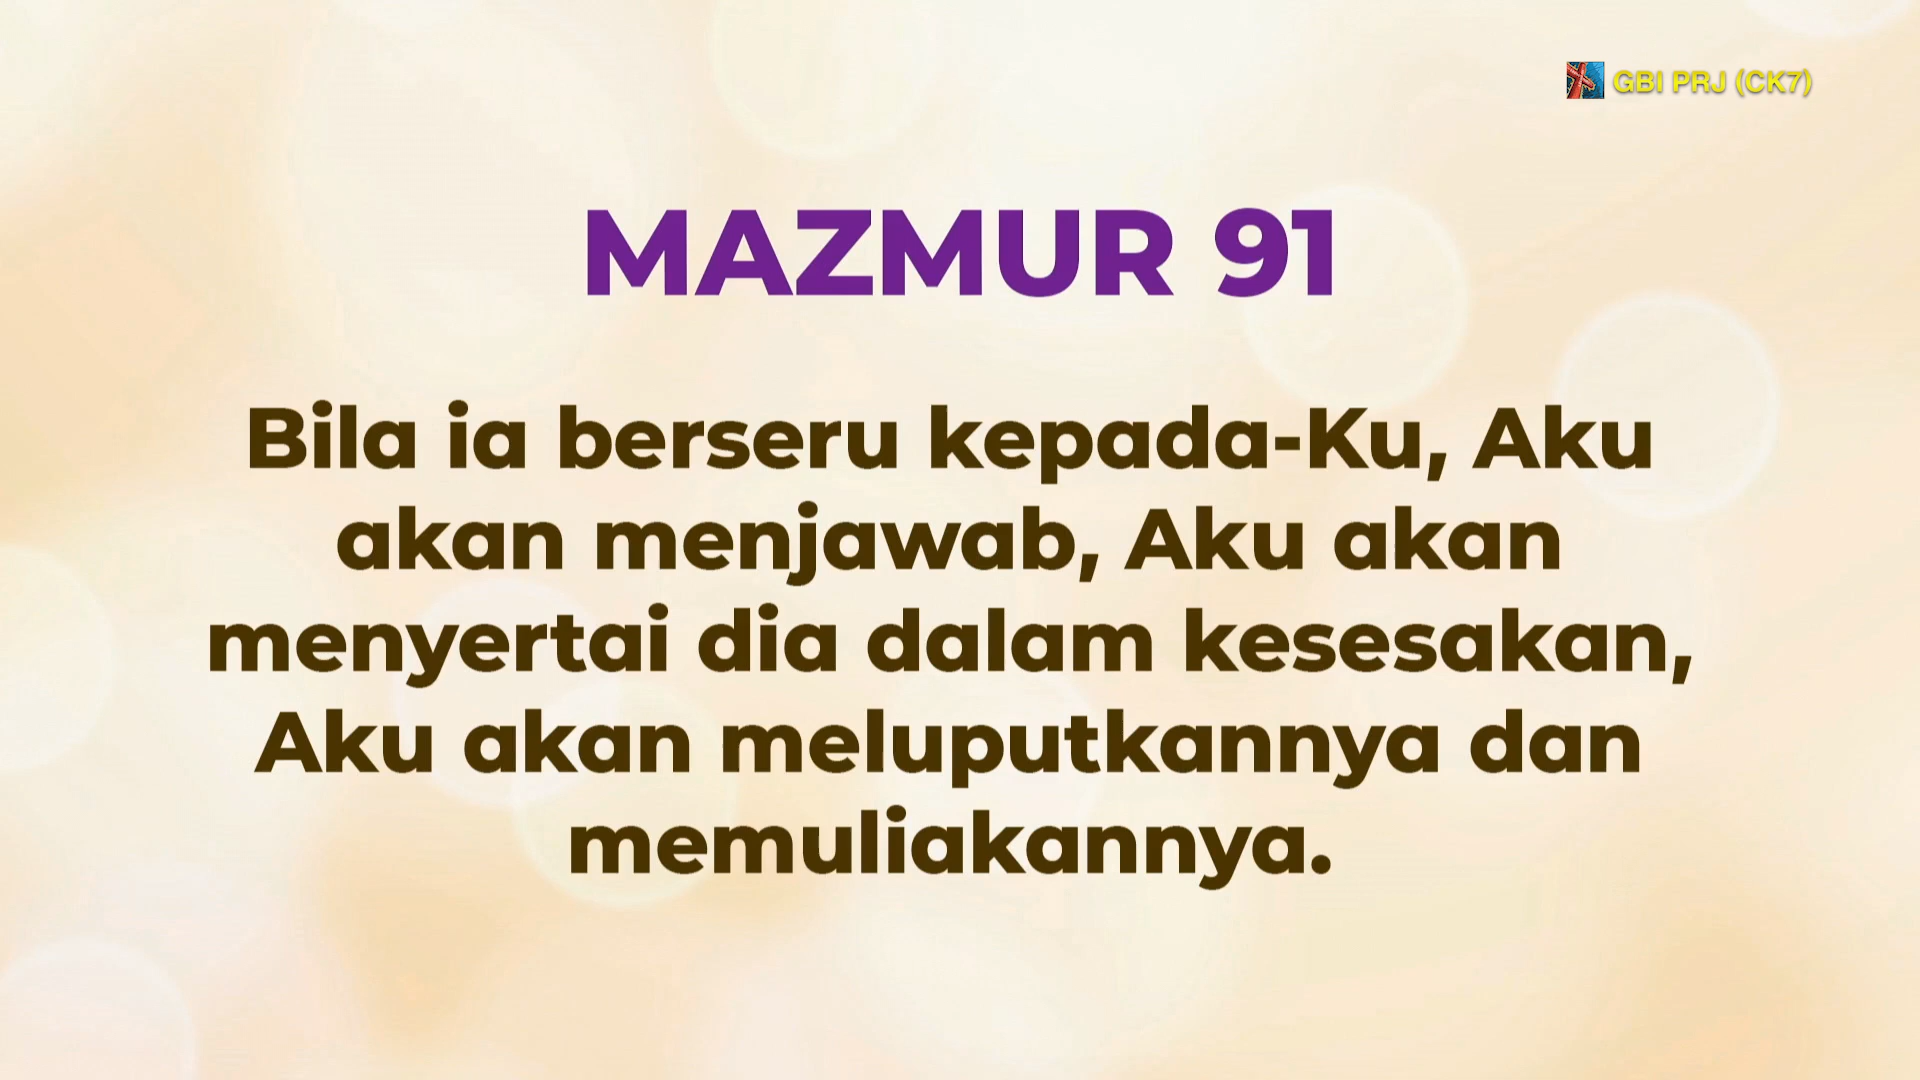 GBI PRJ (CK7)
MAZMUR 91
Bila ia berseru kepada-Ku, Aku
akan menjawab, Aku akan
menyertai dia dalam kesesakan,
Aku akan meluputkannya dan
memuliakannya.